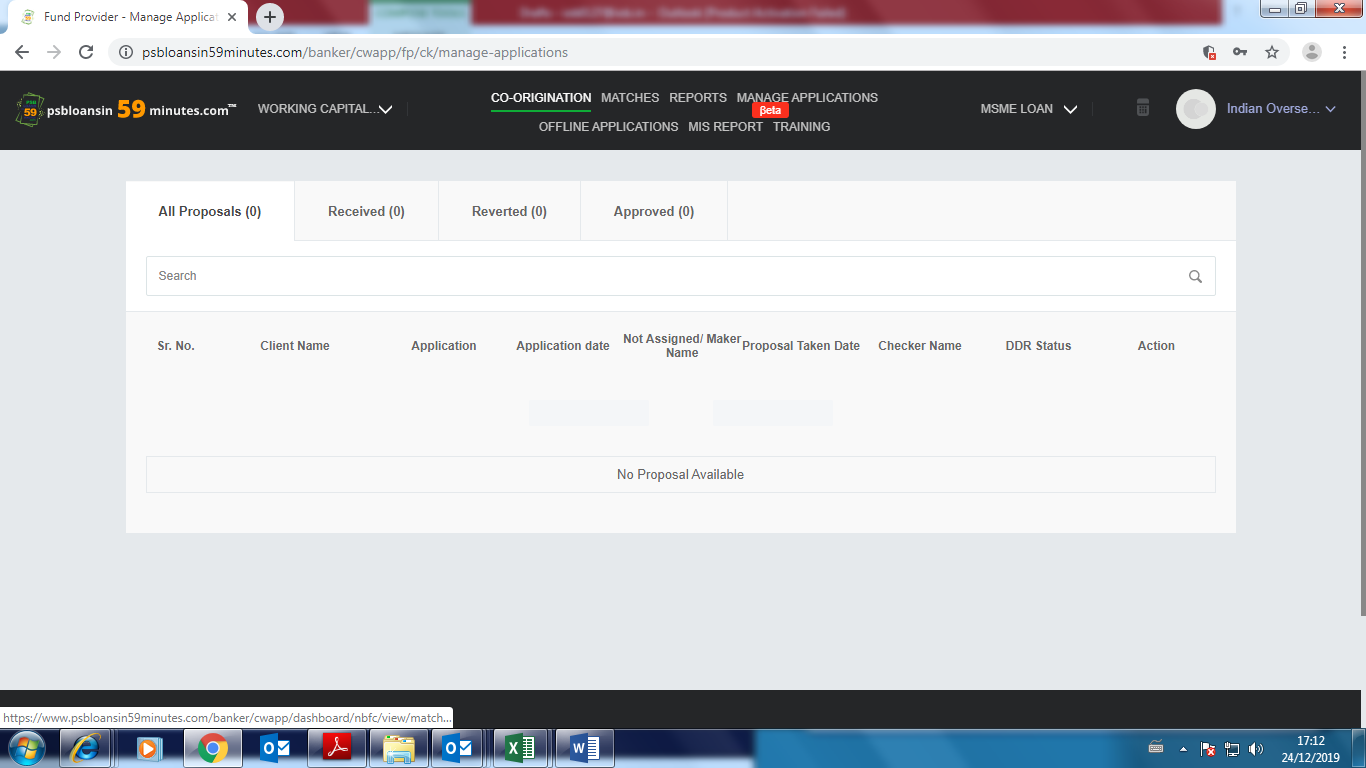 Fund Provider - Manage Applicat
psbloansin59minutes.com/banker/cwapp/fp/ck/manage-applications
psbloansin 59 minutes.com™
WORKING CAPITAL...
CO-ORIGINATION MATCHES REPORTS MANAGE APPLICATIONS
βeta
OFFLINE APPLICATIONS MIS REPORT TRAINING
MSME LOAN
Indian Overse...
All Proposals (0) Received (0) Reverted (0) Approved (0)
Search
Sr. No. Client Name Application Application date Not Assigned/ Maker Name Proposal Taken Date Checker Name DDR Status Action
No Proposal Available
https://www.psbloansin59minutes.com/banker/cwapp/dashboard/nbfc/view/match...
17:12
24/12/2019